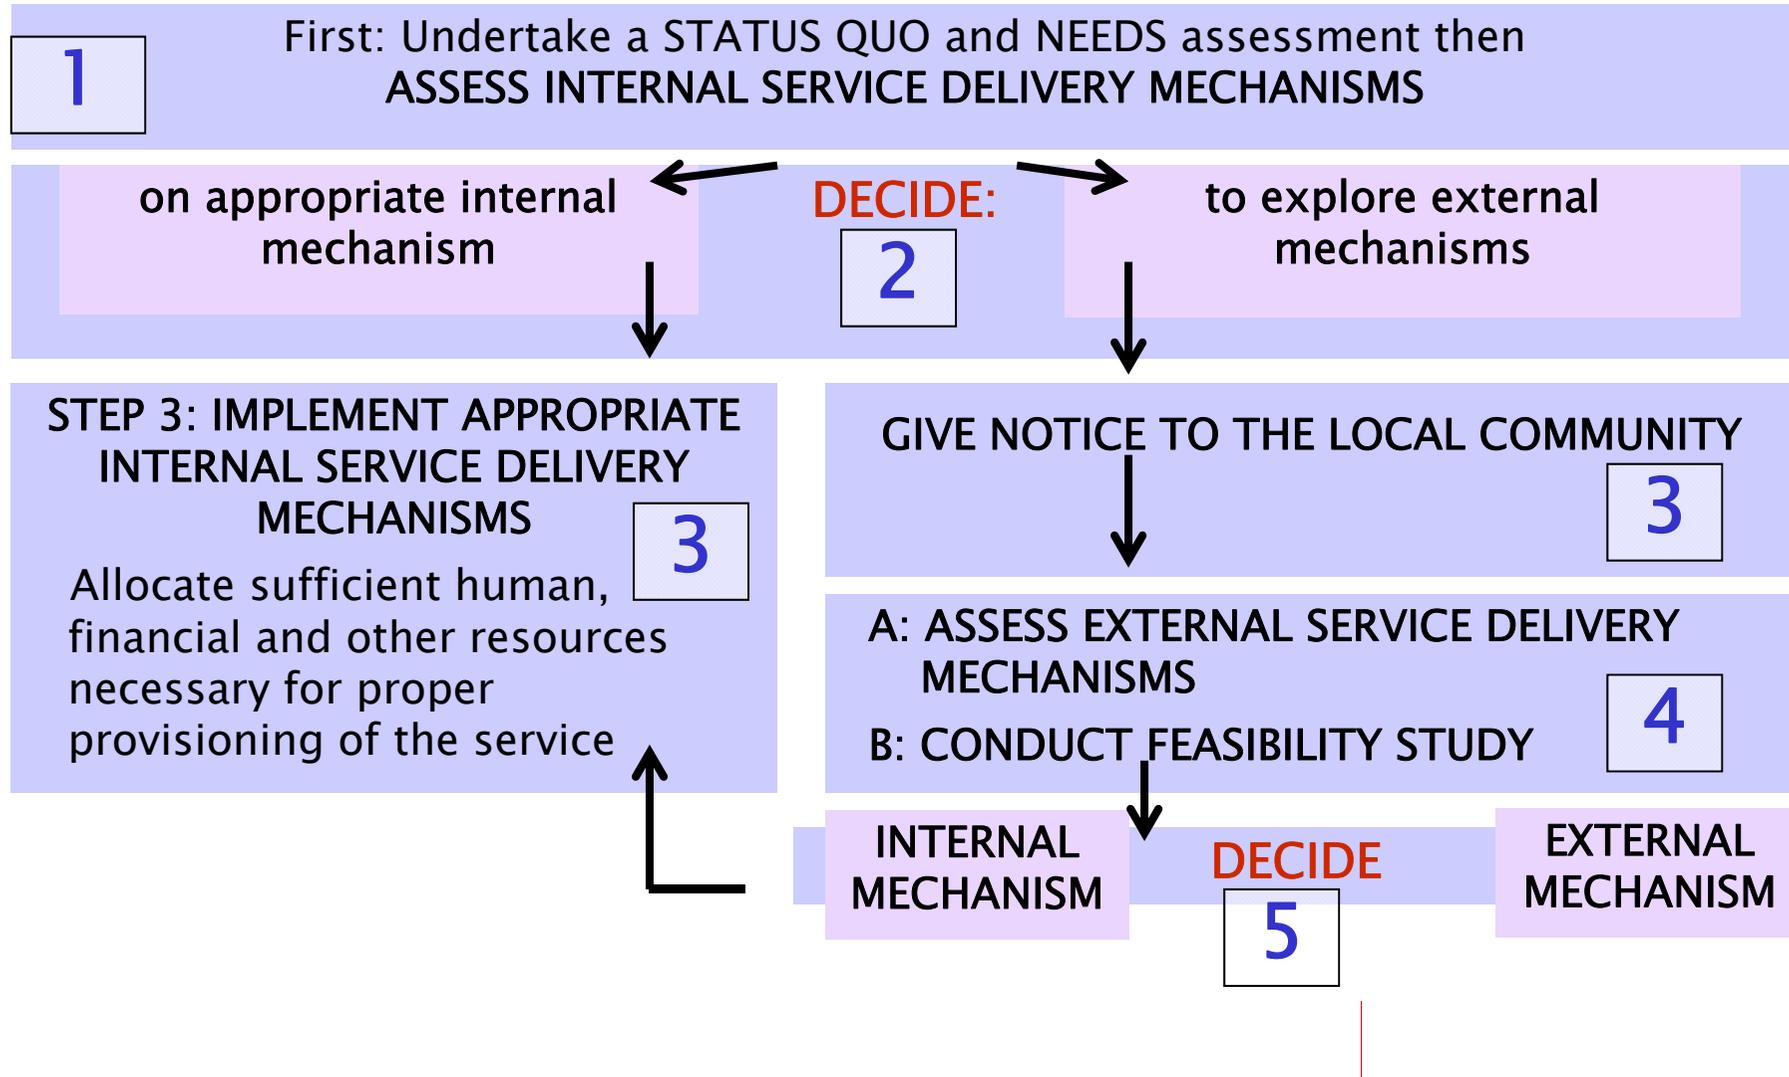 First: Undertake a STATUS QUO and NEEDS assessment then
1
ASSESS INTERNAL SERVICE DELIVERY MECHANISMS
on appropriate internal
mechanism
DECIDE:
2
to explore external
mechanisms
STEP 3: IMPLEMENT APPROPRIATE
INTERNAL SERVICE DELIVERY
MECHANISMS
3
Allocate sufficient human,
financial and other resources
necessary for proper
provisioning of the service
GIVE NOTICE TO THE LOCAL COMMUNITY
3
A: ASSESS EXTERNAL SERVICE DELIVERY
MECHANISMS
B: CONDUCT FEASIBILITY STUDY
4
INTERNAL
MECHANISM
DECIDE
5
EXTERNAL
MECHANISM